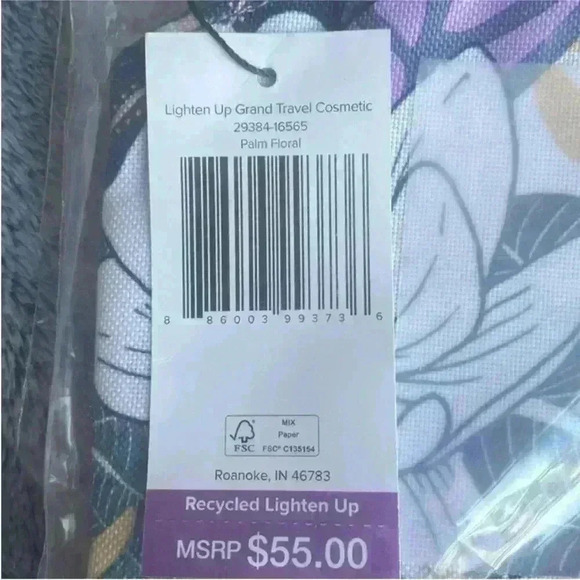 Lighten Up Grand Travel Cosmetic
29384-16565
Palm Floral
8 86003 99373 6
MIX
Paper
FSC
FSC® C135154
Roanoke, IN 46783
Recycled Lighten Up
MSRP $55.00